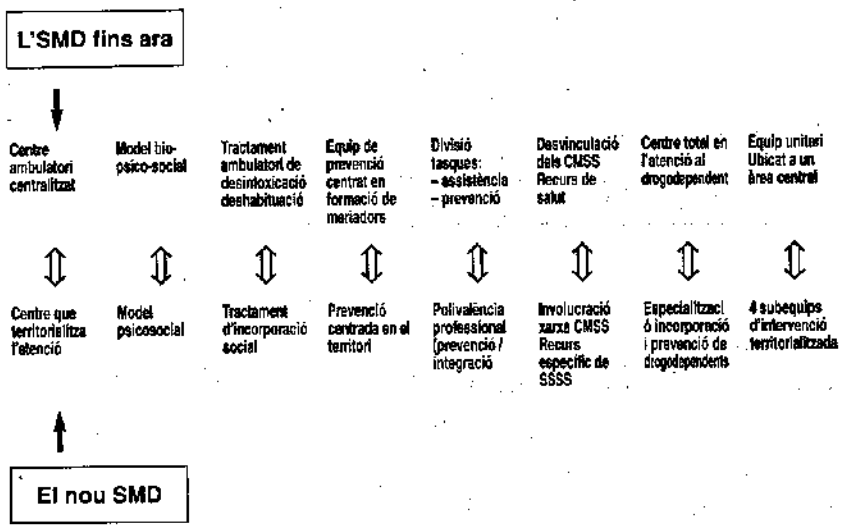 L'SMD fins ara
Centre
ambulatori
centralitzat
Model bio-
psico-social
Tractament
ambulatori de
desintoxicació
deshabituació
Equip de
prevenció
centrat en
formació de
mediadors
Divisió
tasques:
– assistència
– prevenció
Desvinculació
dels CMSS
Recurs de
salut
Centre total en
l'atenció al
drogodependent
Equip unitari
Ubicat a un
àrea central
Centre que
territorialitza
l'atenció
Model
psicosocial
Tractament
d'incorporació
social
Prevenció
centrada en el
territori
Polivalència
professional
(prevenció /
integració
Involucració
xarxa CMSS
Recurs
específic de
SSSS
Especialitzaci
ó incorporació
i prevenció de
drogodependents
4 subequips
d'intervenció
territorialitzada
El nou SMD